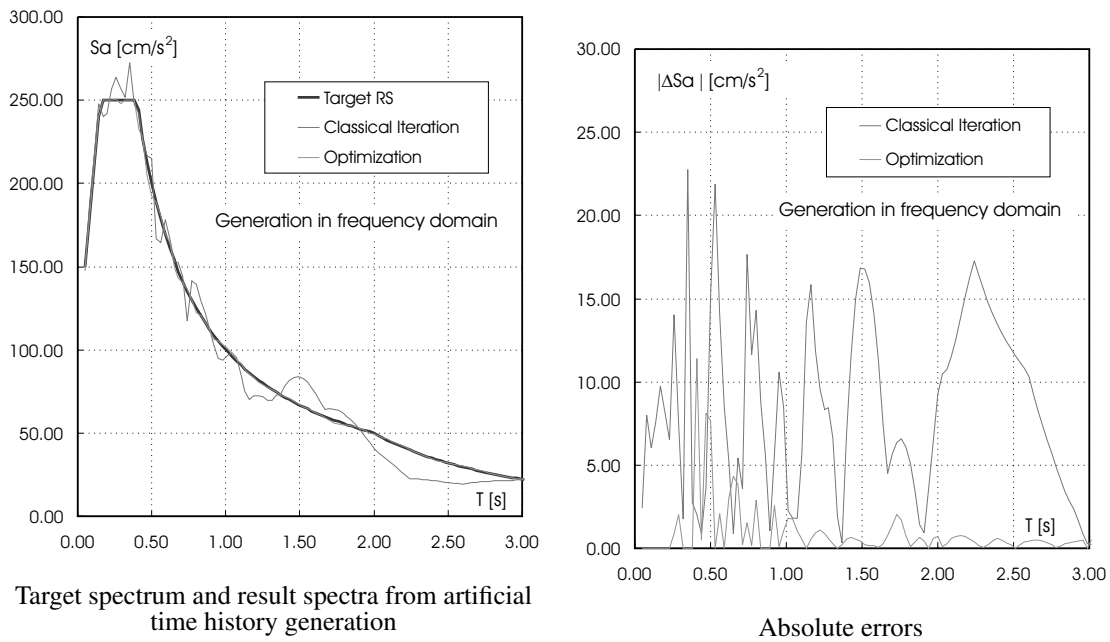 300.00
Sa [cm/s²]
250.00
200.00
150.00
100.00
50.00
0.00
Target RS
Classical Iteration
Optimization
Generation in frequency domain
T [s]
0.00 0.50 1.00 1.50 2.00 2.50 3.00
Target spectrum and result spectra from artificial
time history generation
30.00
|ΔSa | [cm/s²]
25.00
20.00
15.00
10.00
5.00
0.00
Classical Iteration
Optimization
Generation in frequency domain
T [s]
0.00 0.50 1.00 1.50 2.00 2.50 3.00
Absolute errors